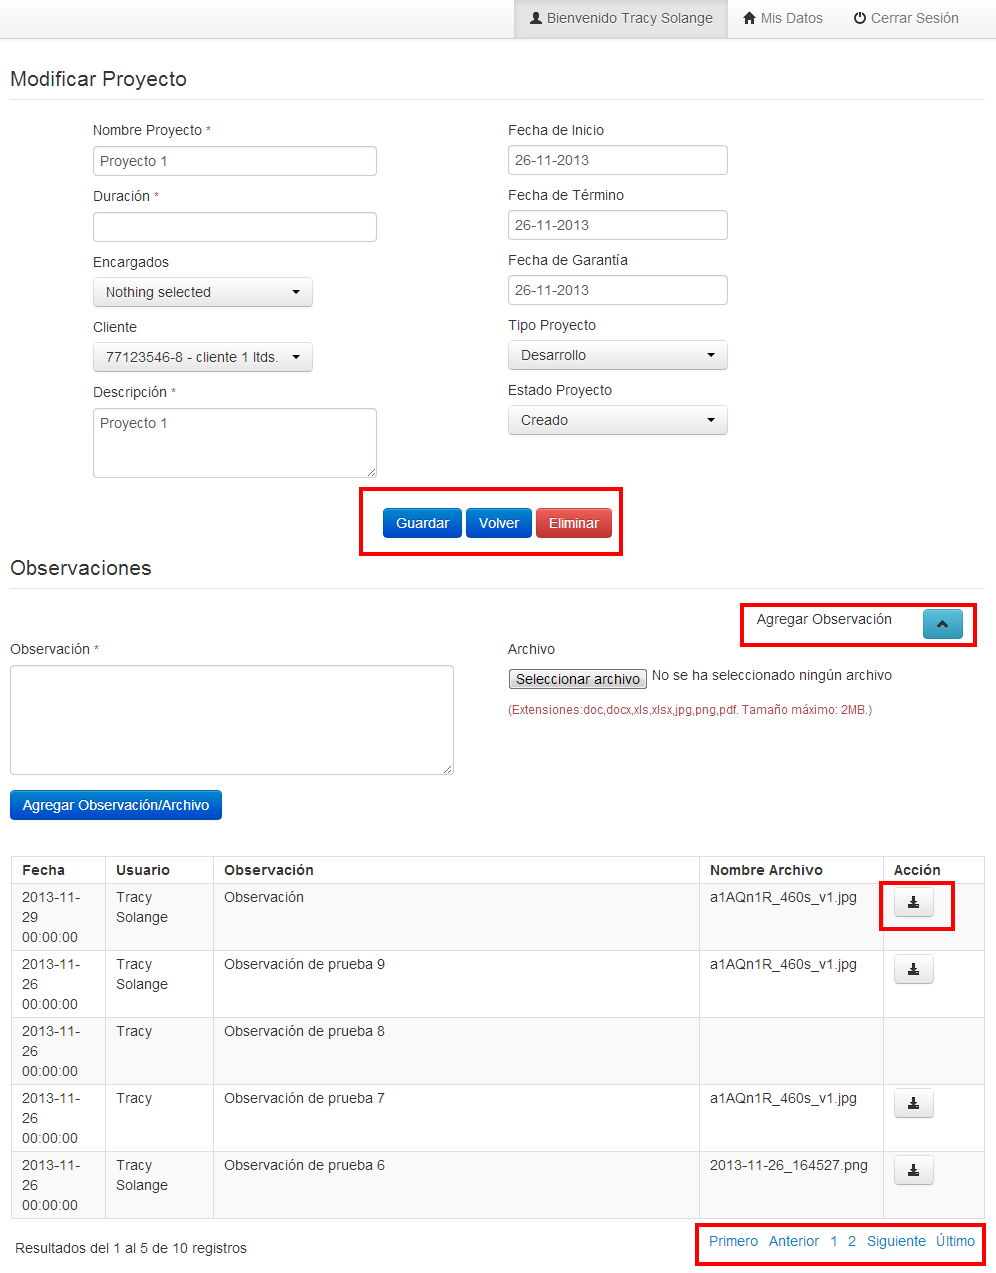 Bienvenido Tracy Solange Mis Datos Cerrar Sesión
Modificar Proyecto
Nombre Proyecto *
Proyecto 1
Duración *
Encargados
Nothing selected
Cliente
77123546-8 - cliente 1 ltds.
Descripción *
Proyecto 1
Fecha de Inicio
26-11-2013
Fecha de Término
26-11-2013
Fecha de Garantía
26-11-2013
Tipo Proyecto
Desarrollo
Estado Proyecto
Creado
Guardar Volver Eliminar
Observaciones
Agregar Observación
Observación *
Archivo
Seleccionar archivo No se ha seleccionado ningún archivo
(Extensiones:doc,docx,xls,xlsx,jpg,png,pdf. Tamaño máximo: 2MB.)
Agregar Observación/Archivo
Fecha Usuario Observación Nombre Archivo Acción
2013-11- Tracy Observación a1AQn1R_460s_v1.jpg
29 Solange
00:00:00
2013-11- Tracy Observación de prueba 9 a1AQn1R_460s_v1.jpg
26 Solange
00:00:00
2013-11- Tracy Observación de prueba 8
26
00:00:00
2013-11- Tracy Observación de prueba 7 a1AQn1R_460s_v1.jpg
26
00:00:00
2013-11- Tracy Observación de prueba 6 2013-11-26_164527.png
26 Solange
00:00:00
Resultados del 1 al 5 de 10 registros
Primero Anterior 1 2 Siguiente Último